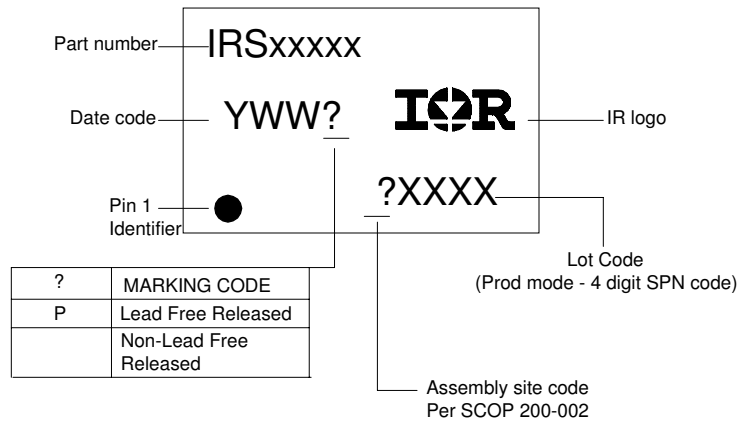 Part number
IRSxxxxx
Date code
YWW?
IOR
IR logo
?XXXX
Pin 1
Identifier
Lot Code
(Prod mode - 4 digit SPN code)
? MARKING CODE
P Lead Free Released
Non-Lead Free
Released
Assembly site code
Per SCOP 200-002